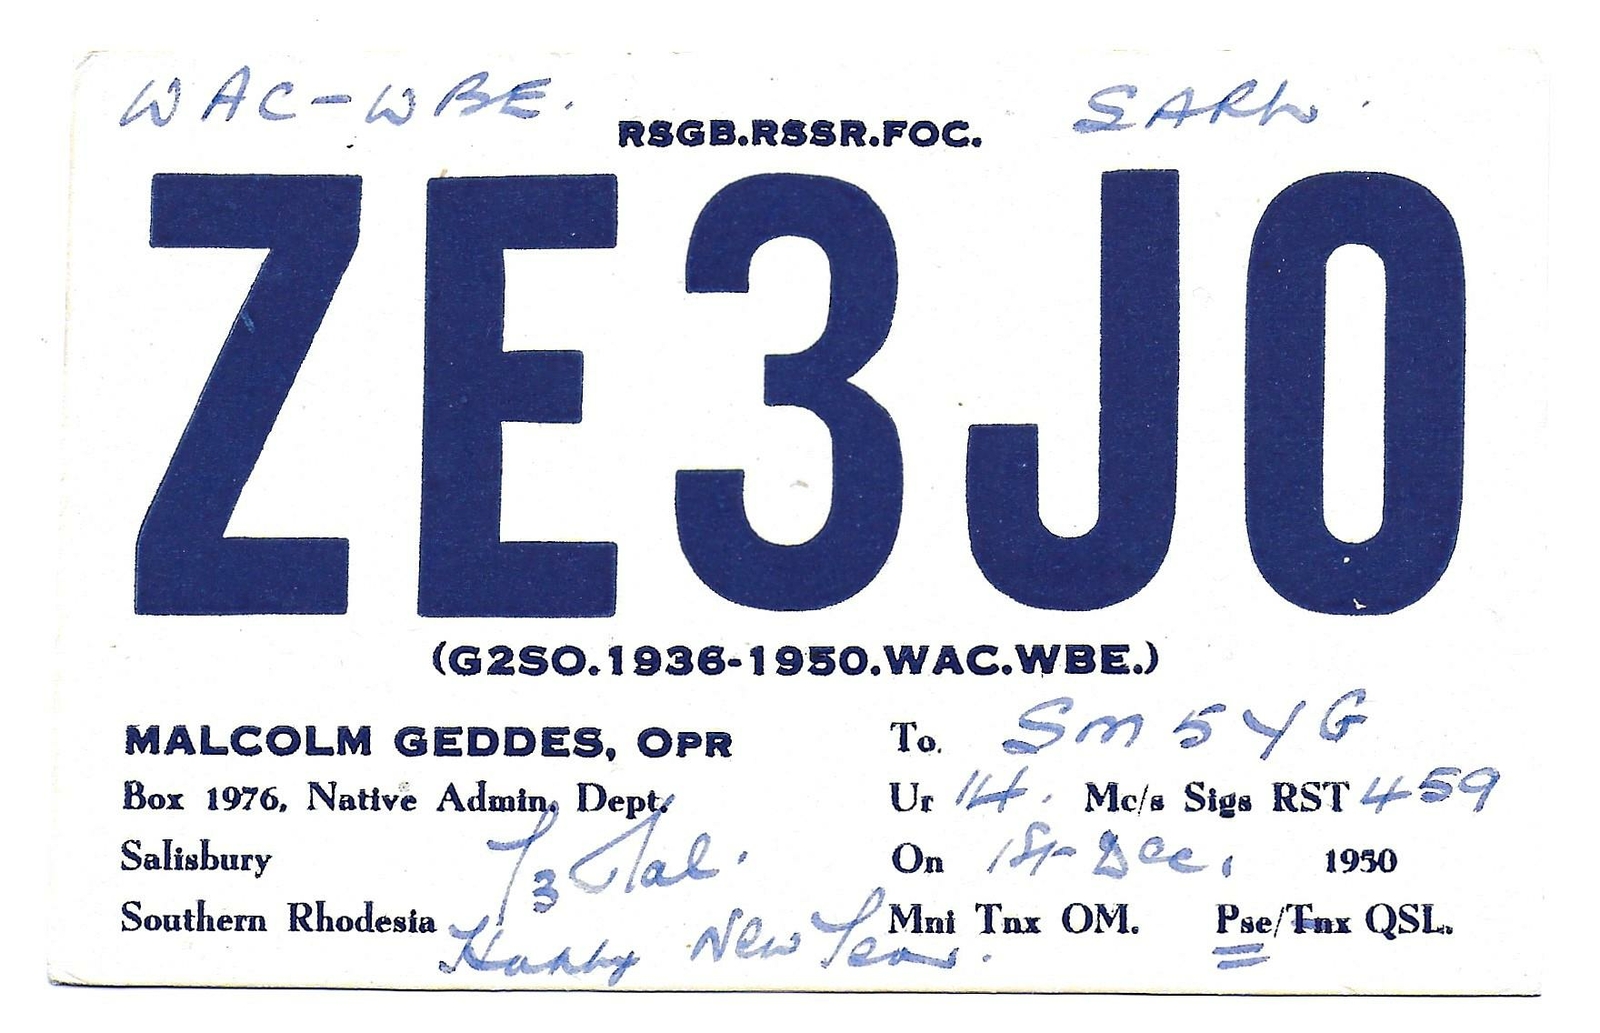 WAC-WBE. SARL.
RSGB.RSSR.FOC.
ZE3JO
(G2SO.1936-1950.WAC.WBE.)
MALCOLM GEDDES, OPR
To. SM5YG
Box 1976, Native Admin. Dept.
Ur 14. Mc/s Sigs RST 459
Salisbury
73 Mal.
On Dec, 1950
Southern Rhodesia
Mni Tnx OM. Pse/Tnx QSL.
Happy New Year.